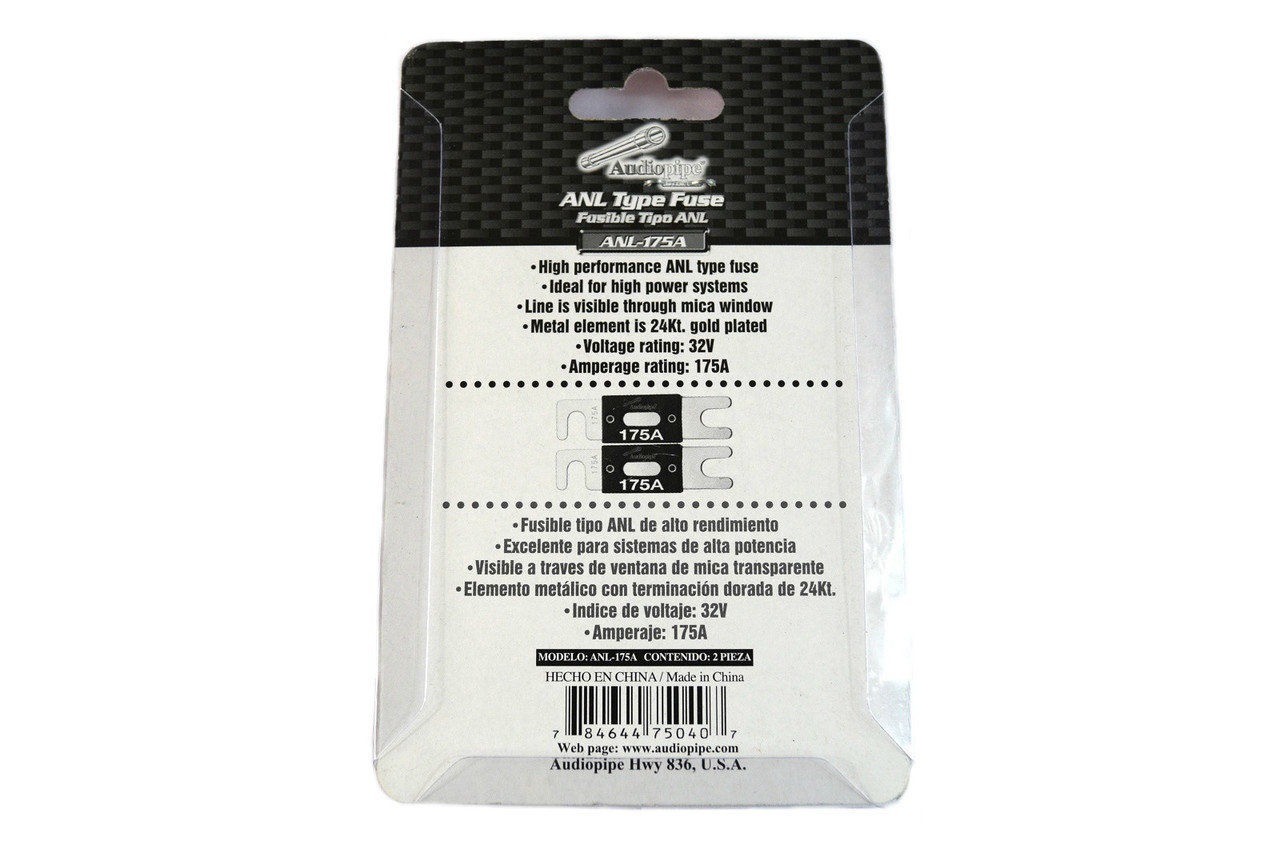 Audiopipe
ANL Type Fuse
Fusible Tipo ANL
ANL-175A
• High performance ANL type fuse
• Ideal for high power systems
• Line is visible through mica window
• Metal element is 24Kt. gold plated
• Voltage rating: 32V
• Amperage rating: 175A
175A
Audiopipe
175A
175A
Audiopipe
175A
• Fusible tipo ANL de alto rendimiento
• Excelente para sistemas de alta potencia
• Visible a traves de ventana de mica transparente
• Elemento metálico con terminación dorada de 24Kt.
• Indice de voltaje: 32V
• Amperaje: 175A
MODELO: ANL-175A CONTENIDO: 2 PIEZA
HECHO EN CHINA / Made in China
7 84644 75040 7
Web page: www.audiopipe.com
Audiopipe Hwy 836, U.S.A.